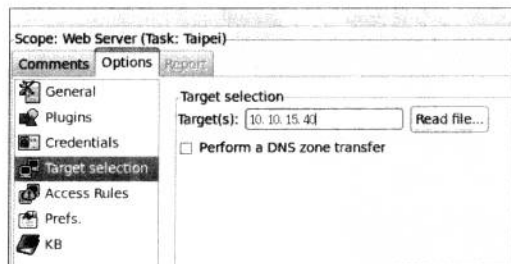 Scope: Web Server (Task: Taipei)
Comments Options Report
General
Plugins
Credentials
Target selection
Access Rules
Prefs.
KB
Target selection
Target(s): 10. 10. 15. 40 Read file...
Perform a DNS zone transfer